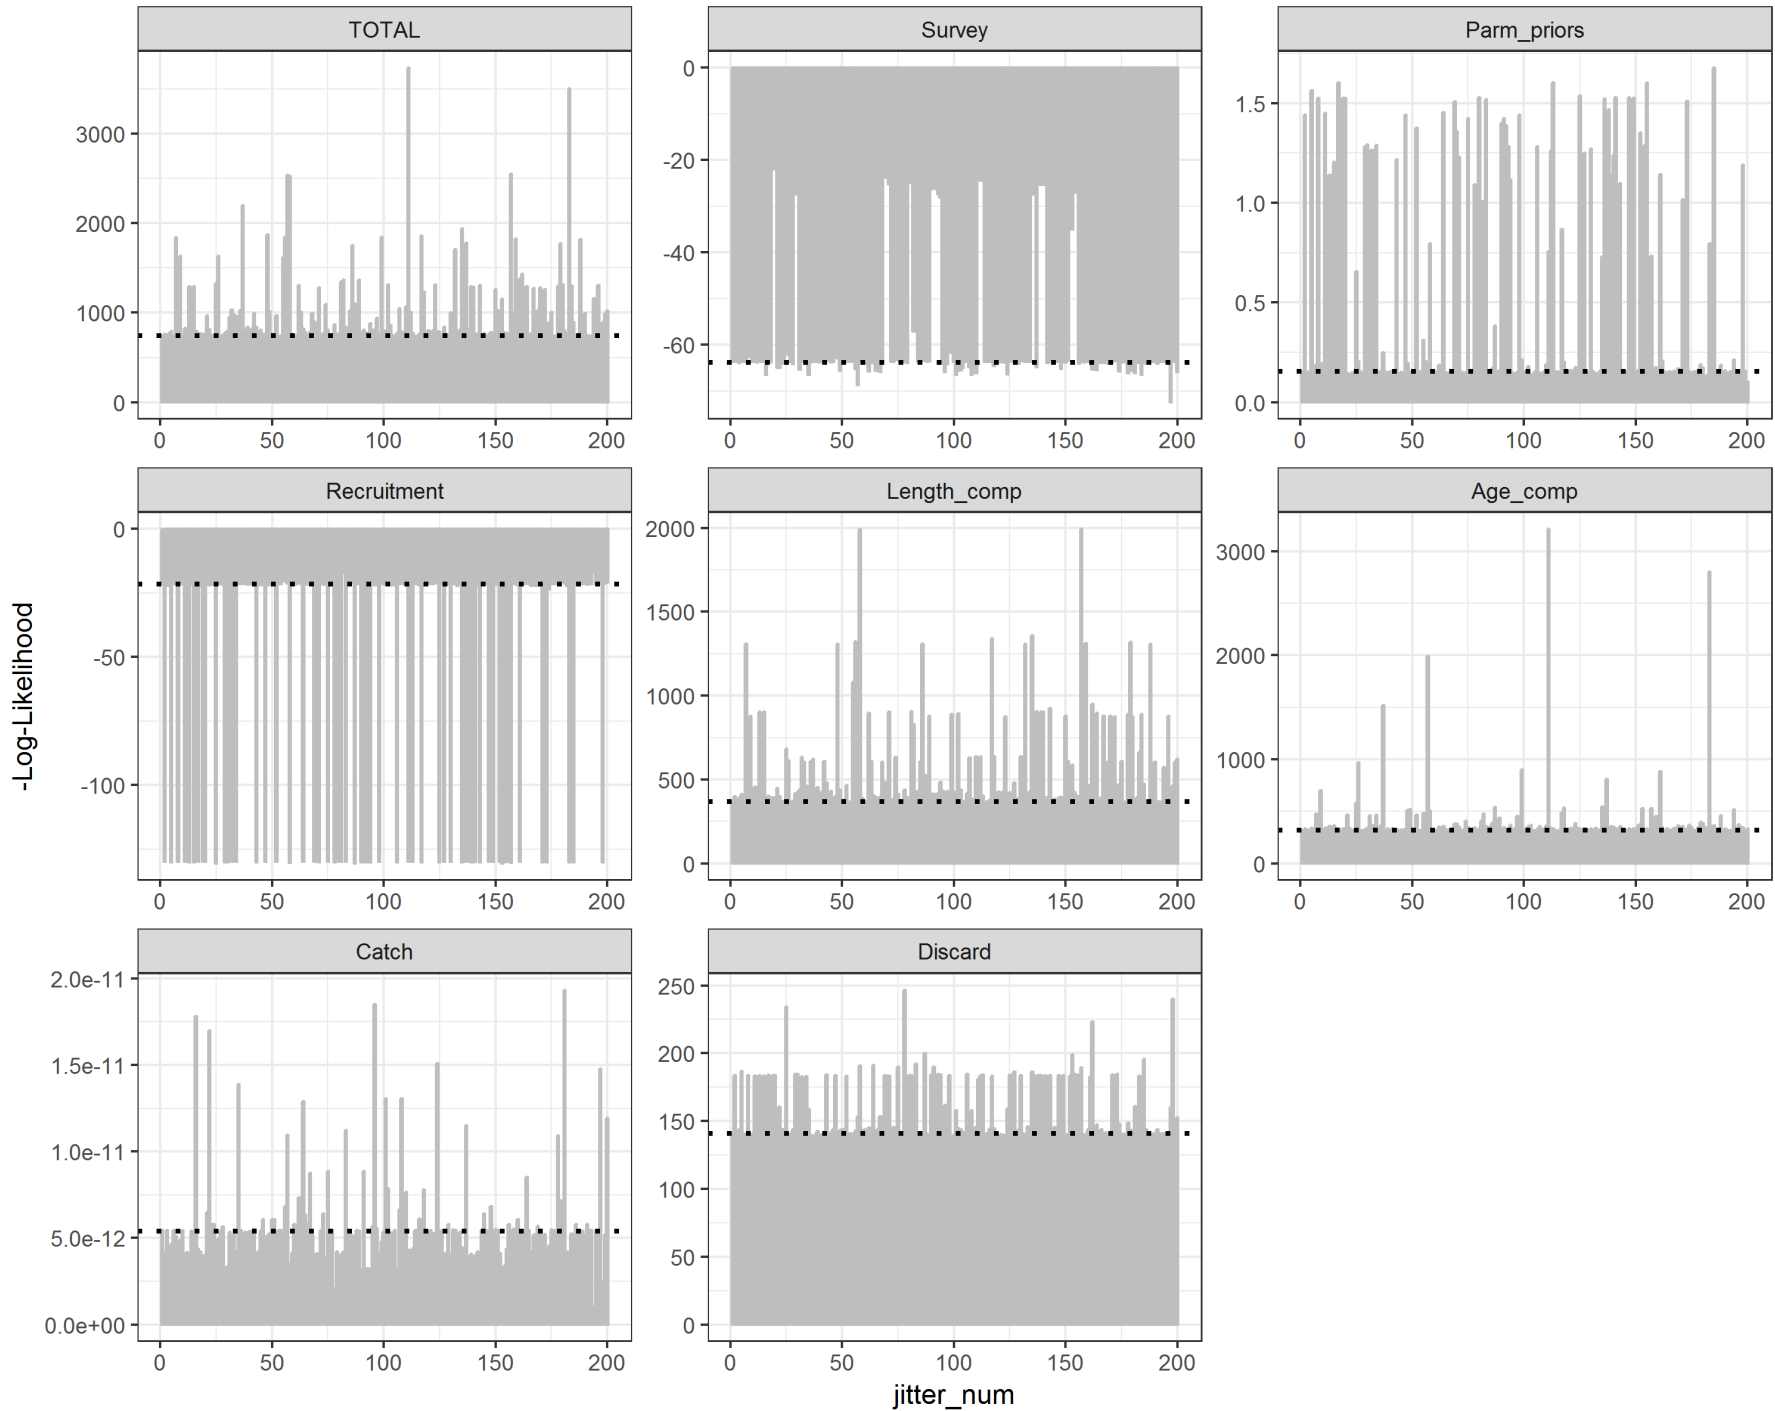 TOTAL
Survey
Parm_priors
3000
2000
1000
0
0
-20
-40
-60
1.5
1.0
0.5
0.0
0 50 100 150 200
0 50 100 150 200
0 50 100 150 200
Recruitment
Length_comp
Age_comp
0
-50
-100
2000
1500
1000
500
0
3000
2000
1000
0
0 50 100 150 200
0 50 100 150 200
0 50 100 150 200
-Log-Likelihood
Catch
Discard
2.0e-11
1.5e-11
1.0e-11
5.0e-12
0.0e+00
250
200
150
100
50
0
0 50 100 150 200
0 50 100 150 200
jitter_num